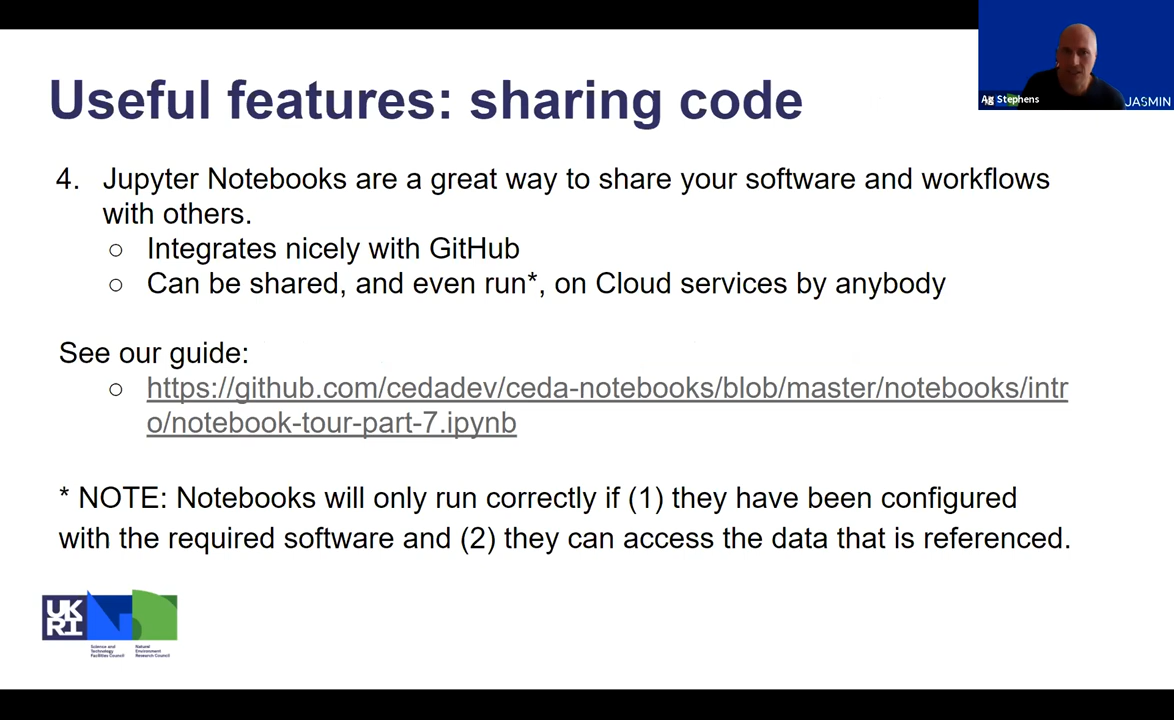 Useful features: sharing code
Ag Stephens
JASMIN
4. Jupyter Notebooks are a great way to share your software and workflows
with others.
○ Integrates nicely with GitHub
○ Can be shared, and even run*, on Cloud services by anybody
See our guide:
○ https://github.com/cedadev/ceda-notebooks/blob/master/notebooks/intr
o/notebook-tour-part-7.ipynb
* NOTE: Notebooks will only run correctly if (1) they have been configured
with the required software and (2) they can access the data that is referenced.
UK
RI
Science and
Technology
Facilities Council
Natural
Environment
Research Council